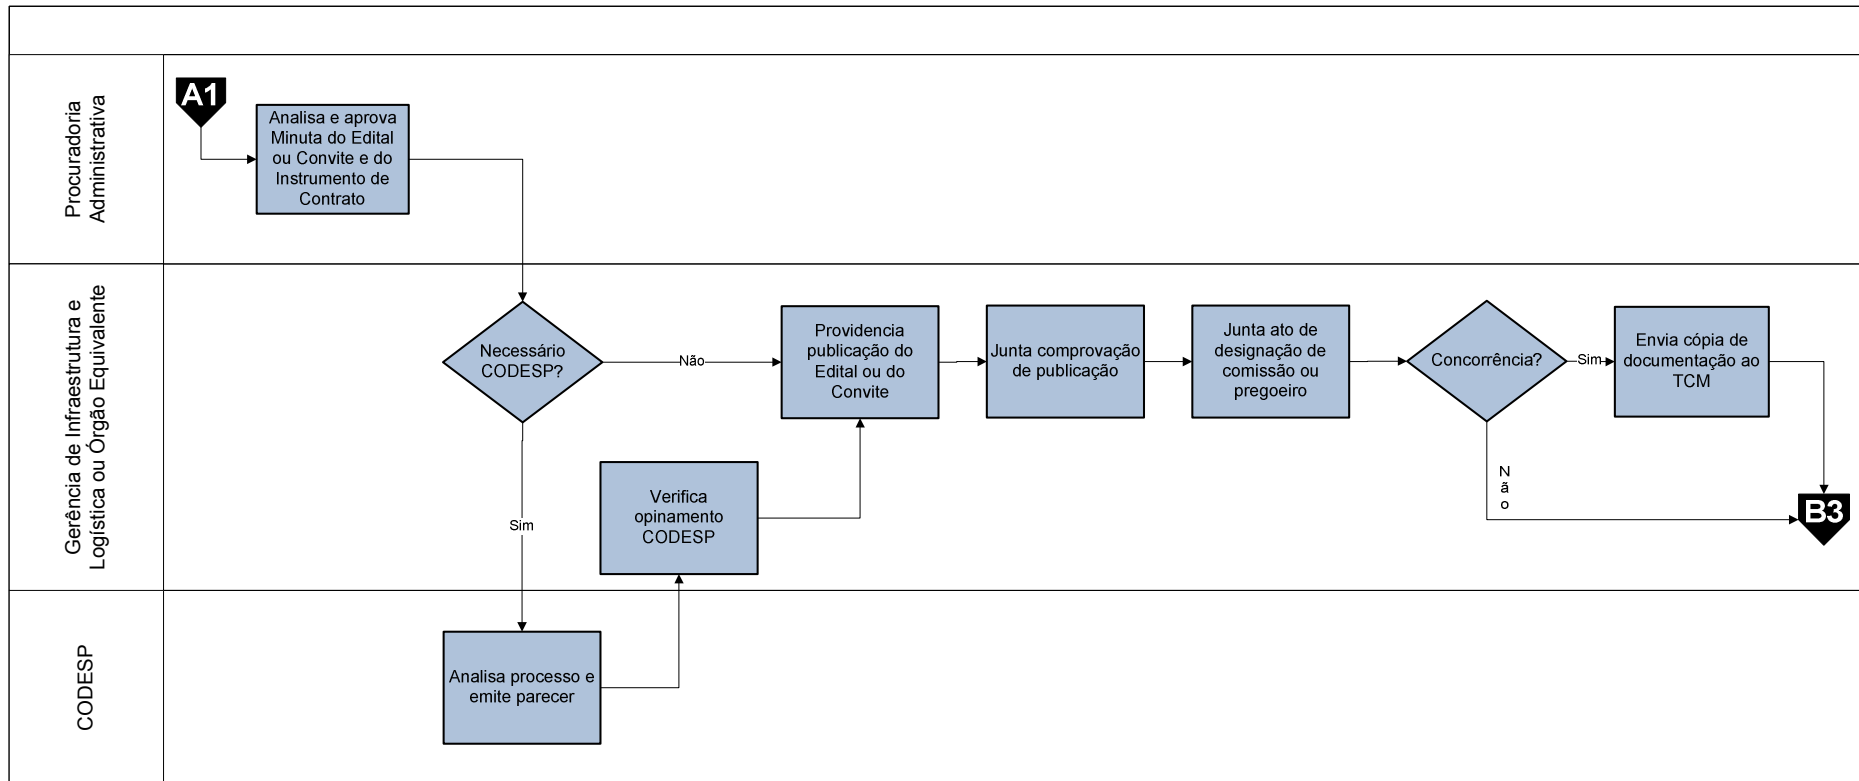 Procuradoria
Administrativa
A1
Analisa e aprova
Minuta do Edital
ou Convite e do
Instrumento de
Contrato
Gerência de Infraestrutura e
Logística ou Órgão Equivalente
Necessário
CODESP?
Não
Sim
Providencia
publicação do
Edital ou do
Convite
Junta comprovação
de publicação
Junta ato de
designação de
comissão ou
pregoeiro
Concorrência?
Sim
Não
Envia cópia de
documentação ao
TCM
B3
Verifica
opinamento
CODESP
CODESP
Analisa processo e
emite parecer